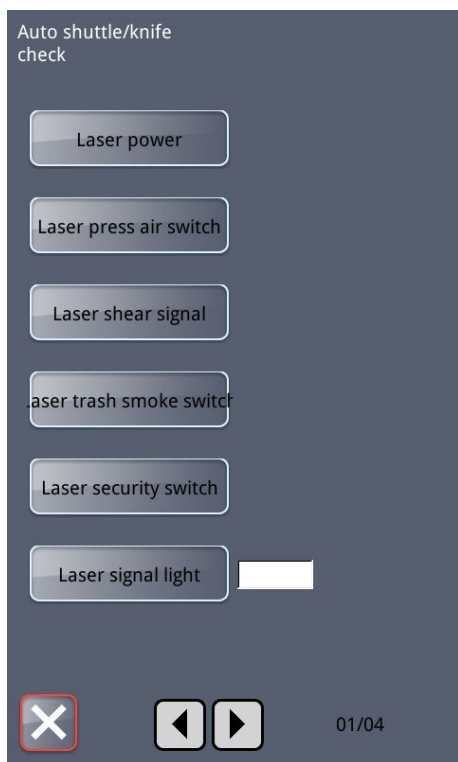 Auto shuttle/knife
check
Laser power
Laser press air switch
Laser shear signal
Laser trash smoke switch
Laser security switch
Laser signal light
01/04